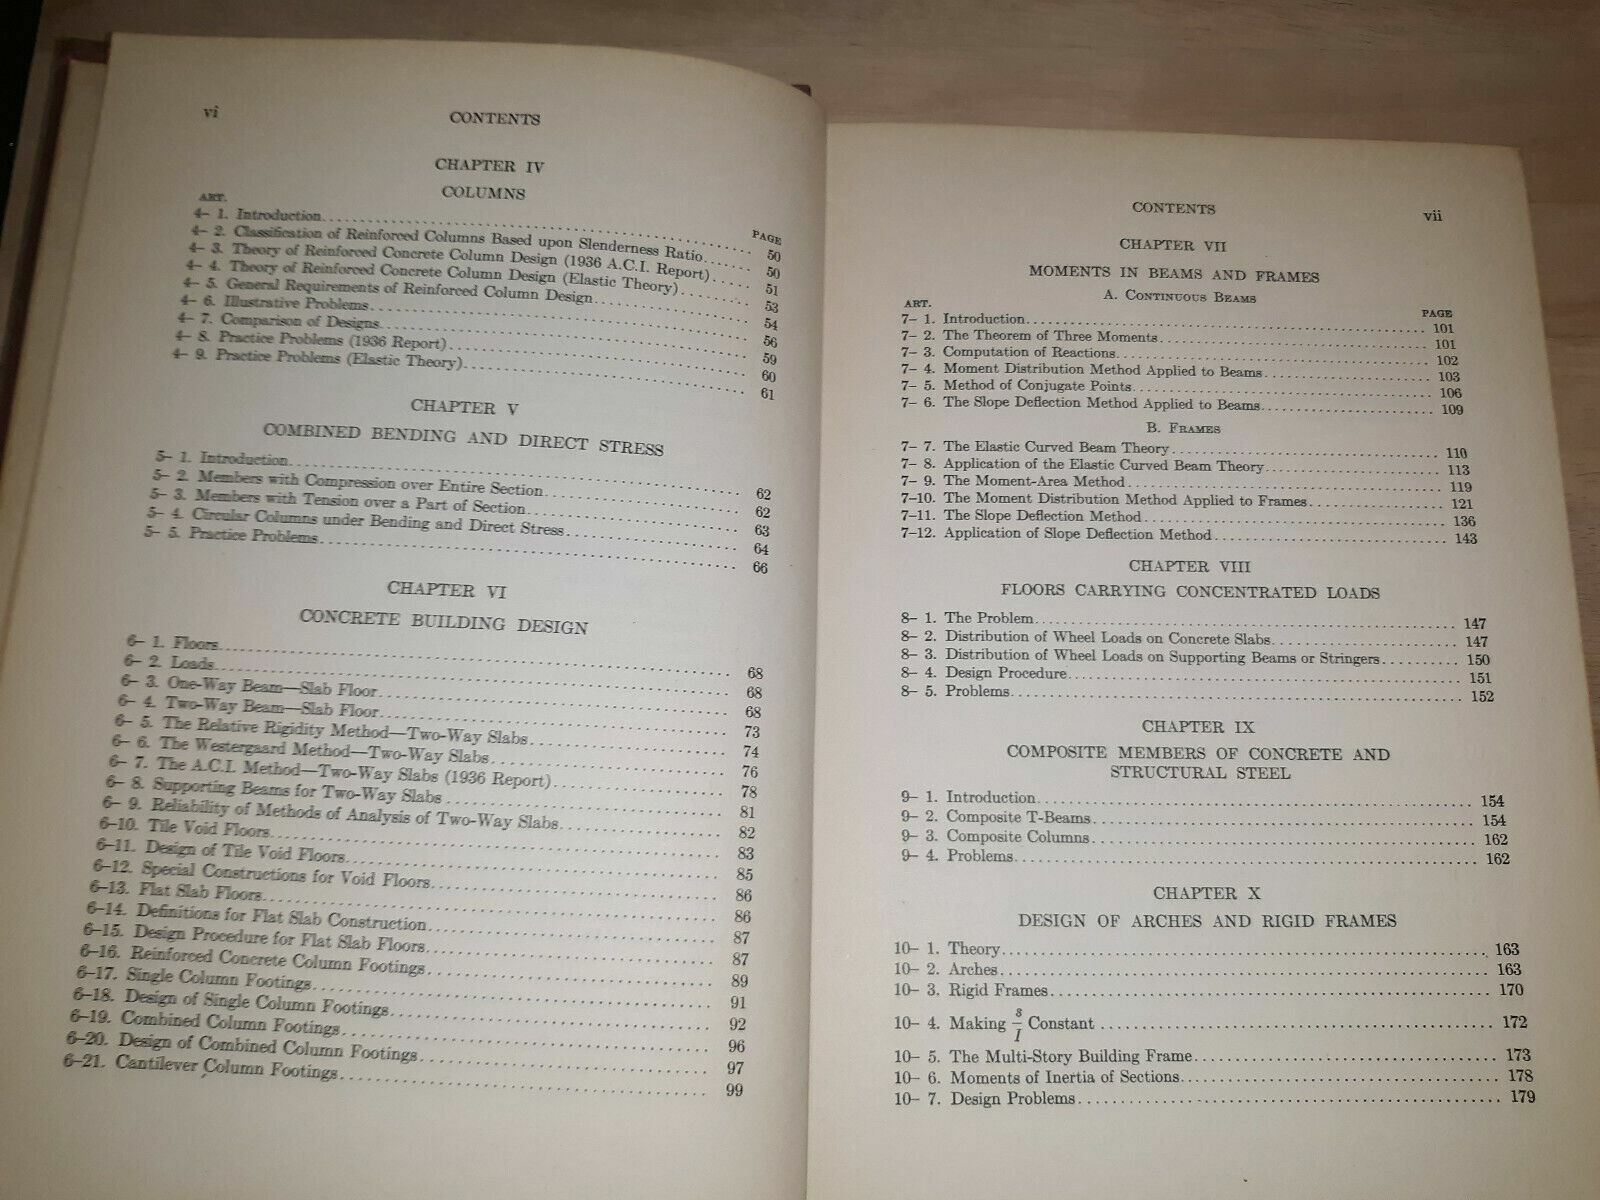 vi
CONTENTS
CHAPTER IV
COLUMNS
ART. PAGE
4– 1. Introduction 50
4– 2. Classification of Reinforced Columns Based upon Slenderness Ratio 50
4– 3. Theory of Reinforced Concrete Column Design (1936 A.C.I. Report) 51
4– 4. Theory of Reinforced Concrete Column Design (Elastic Theory) 53
4– 5. General Requirements of Reinforced Column Design 54
4– 6. Illustrative Problems 56
4– 7. Comparison of Designs 59
4– 8. Practice Problems (1936 Report) 60
4– 9. Practice Problems (Elastic Theory) 61
CHAPTER V
COMBINED BENDING AND DIRECT STRESS
5– 1. Introduction 62
5– 2. Members with Compression over Entire Section 62
5– 3. Members with Tension over a Part of Section 63
5– 4. Circular Columns under Bending and Direct Stress 64
5– 5. Practice Problems 66
CHAPTER VI
CONCRETE BUILDING DESIGN
6– 1. Floors 68
6– 2. Loads 68
6– 3. One-Way Beam—Slab Floor 68
6– 4. Two-Way Beam—Slab Floor 73
6– 5. The Relative Rigidity Method—Two-Way Slabs 74
6– 6. The Westergaard Method—Two-Way Slabs 76
6– 7. The A.C.I. Method—Two-Way Slabs (1936 Report) 78
6– 8. Supporting Beams for Two-Way Slabs 81
6– 9. Reliability of Methods of Analysis of Two-Way Slabs 82
6–10. Tile Void Floors 83
6–11. Design of Tile Void Floors 85
6–12. Special Constructions for Void Floors 86
6–13. Flat Slab Floors 86
6–14. Definitions for Flat Slab Construction 87
6–15. Design Procedure for Flat Slab Floors 87
6–16. Reinforced Concrete Column Footings 89
6–17. Single Column Footings 91
6–18. Design of Single Column Footings 92
6–19. Combined Column Footings 96
6–20. Design of Combined Column Footings 97
6–21. Cantilever Column Footings 99
CONTENTS
vii
CHAPTER VII
MOMENTS IN BEAMS AND FRAMES
A. CONTINUOUS BEAMS
ART. PAGE
7– 1. Introduction 101
7– 2. The Theorem of Three Moments 101
7– 3. Computation of Reactions 102
7– 4. Moment Distribution Method Applied to Beams 103
7– 5. Method of Conjugate Points 106
7– 6. The Slope Deflection Method Applied to Beams 109
B. FRAMES
7– 7. The Elastic Curved Beam Theory 110
7– 8. Application of the Elastic Curved Beam Theory 113
7– 9. The Moment-Area Method 119
7–10. The Moment Distribution Method Applied to Frames 121
7–11. The Slope Deflection Method 136
7–12. Application of Slope Deflection Method 143
CHAPTER VIII
FLOORS CARRYING CONCENTRATED LOADS
8– 1. The Problem 147
8– 2. Distribution of Wheel Loads on Concrete Slabs 147
8– 3. Distribution of Wheel Loads on Supporting Beams or Stringers 150
8– 4. Design Procedure 151
8– 5. Problems 152
CHAPTER IX
COMPOSITE MEMBERS OF CONCRETE AND
STRUCTURAL STEEL
9– 1. Introduction 154
9– 2. Composite T-Beams 154
9– 3. Composite Columns 162
9– 4. Problems 162
CHAPTER X
DESIGN OF ARCHES AND RIGID FRAMES
10– 1. Theory 163
10– 2. Arches 163
10– 3. Rigid Frames 170
10– 4. Making s/I Constant 172
10– 5. The Multi-Story Building Frame 173
10– 6. Moments of Inertia of Sections 178
10– 7. Design Problems 179